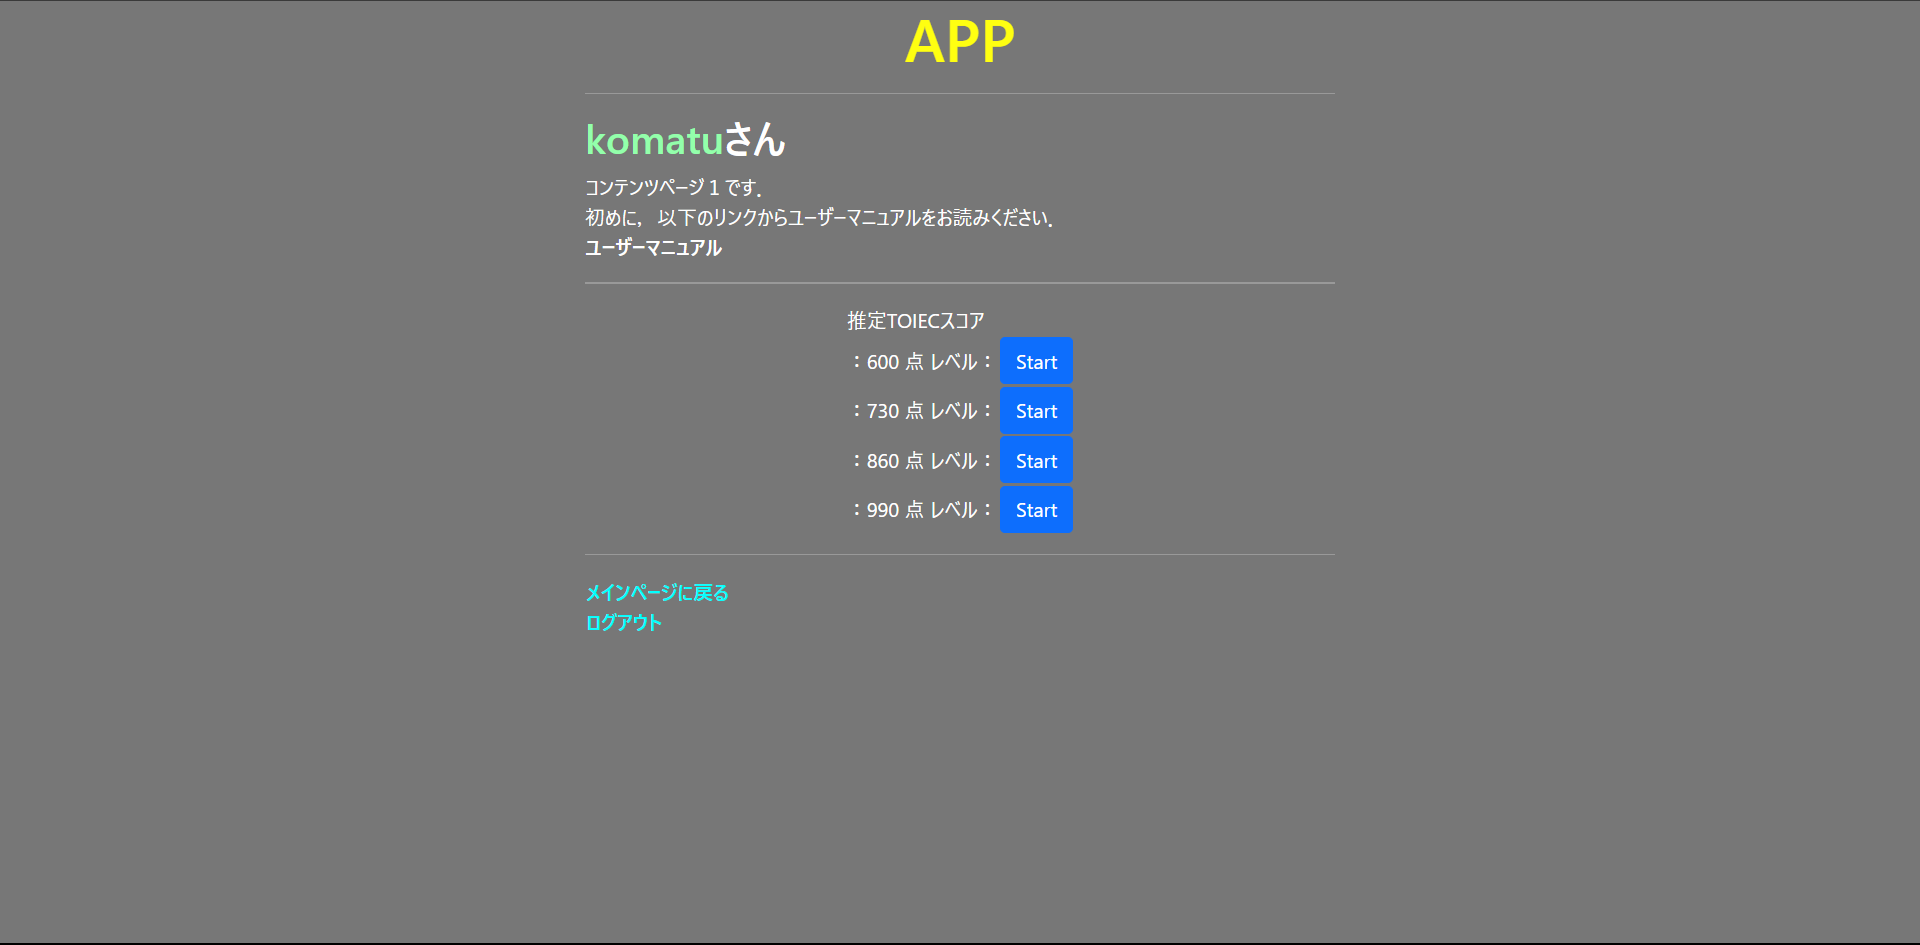 APP
komatuさん
コンテンツページ1です．
初めに，以下のリンクからユーザーマニュアルをお読みください．
ユーザーマニュアル
推定TOIECスコア
：600 点 レベル： Start
：730 点 レベル： Start
：860 点 レベル： Start
：990 点 レベル： Start
メインページに戻る
ログアウト